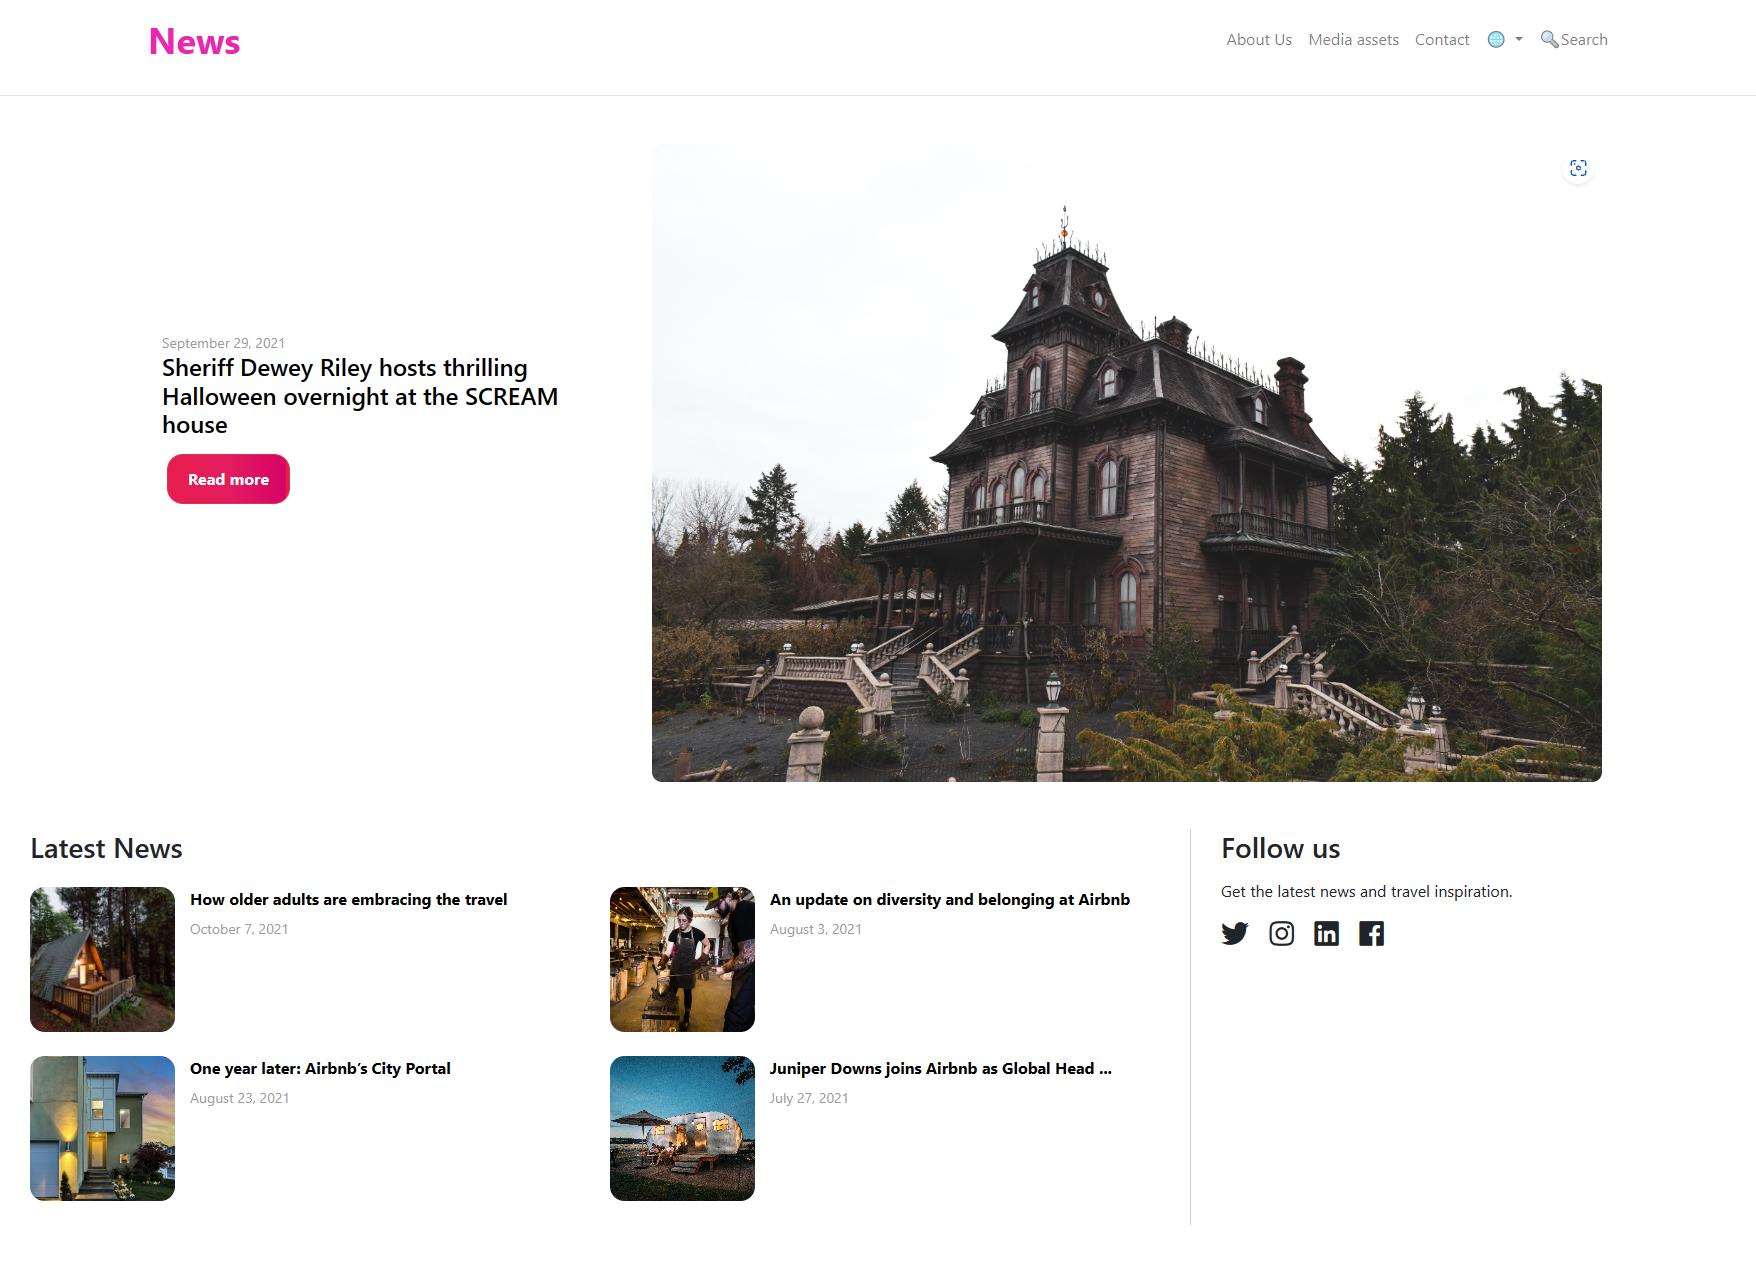 News
About Us
Media assets
Contact
Search
September 29, 2021
Sheriff Dewey Riley hosts thrilling
Halloween overnight at the SCREAM
house
Read more
Latest News
How older adults are embracing the travel
October 7, 2021
An update on diversity and belonging at Airbnb
August 3, 2021
One year later: Airbnb’s City Portal
August 23, 2021
Juniper Downs joins Airbnb as Global Head ...
July 27, 2021
Follow us
Get the latest news and travel inspiration.